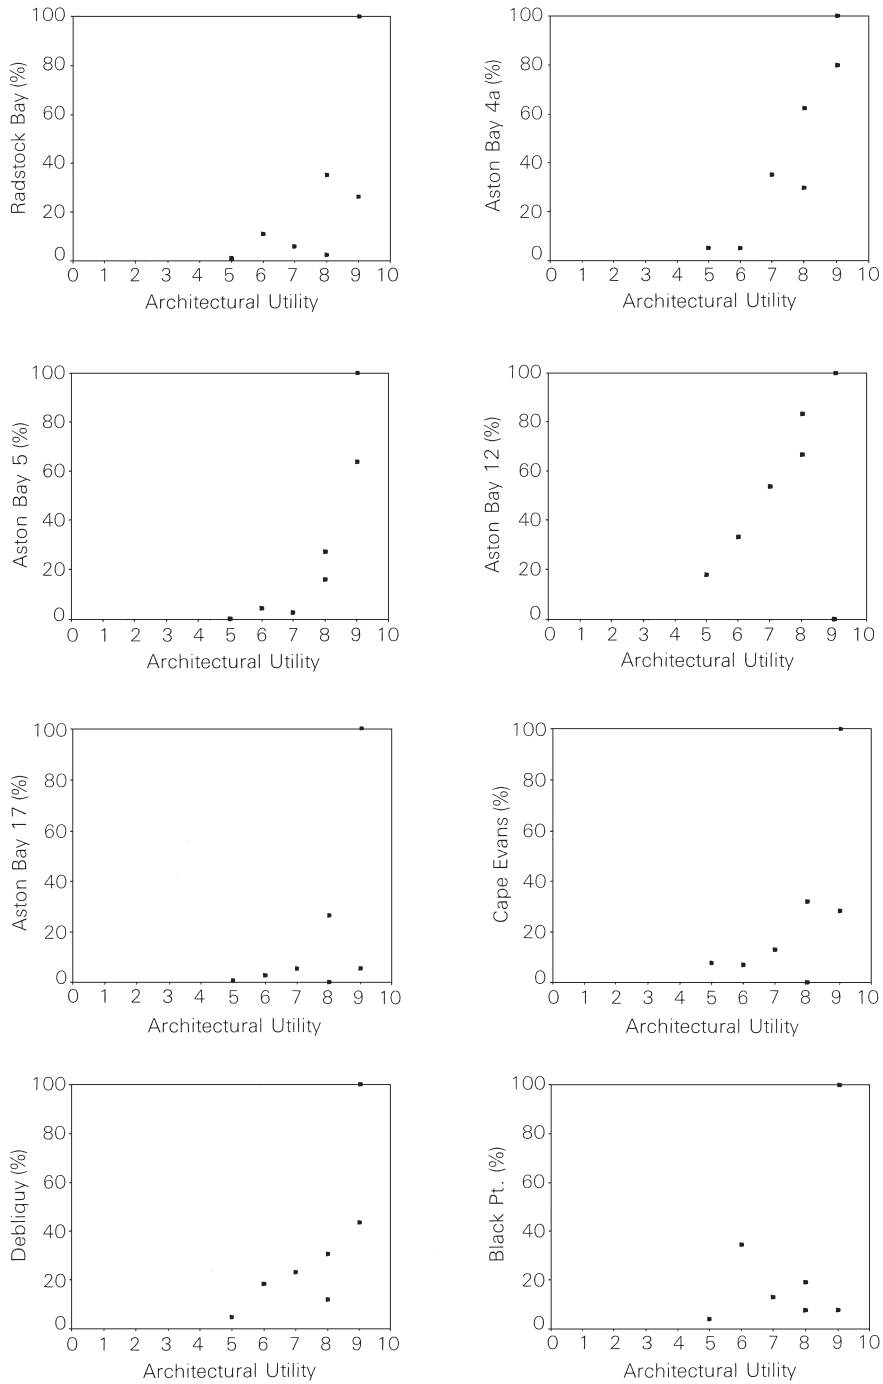 Radstock Bay (%)
100
80
60
40
20
0
0 1 2 3 4 5 6 7 8 9 10
Architectural Utility
Aston Bay 4a (%)
100
80
60
40
20
0
0 1 2 3 4 5 6 7 8 9 10
Architectural Utility
Aston Bay 5 (%)
100
80
60
40
20
0
0 1 2 3 4 5 6 7 8 9 10
Architectural Utility
Aston Bay 12 (%)
100
80
60
40
20
0
0 1 2 3 4 5 6 7 8 9 10
Architectural Utility
Aston Bay 17 (%)
100
80
60
40
20
0
0 1 2 3 4 5 6 7 8 9 10
Architectural Utility
Cape Evans (%)
100
80
60
40
20
0
0 1 2 3 4 5 6 7 8 9 10
Architectural Utility
Debliquy (%)
100
80
60
40
20
0
0 1 2 3 4 5 6 7 8 9 10
Architectural Utility
Black Pt. (%)
100
80
60
40
20
0
0 1 2 3 4 5 6 7 8 9 10
Architectural Utility